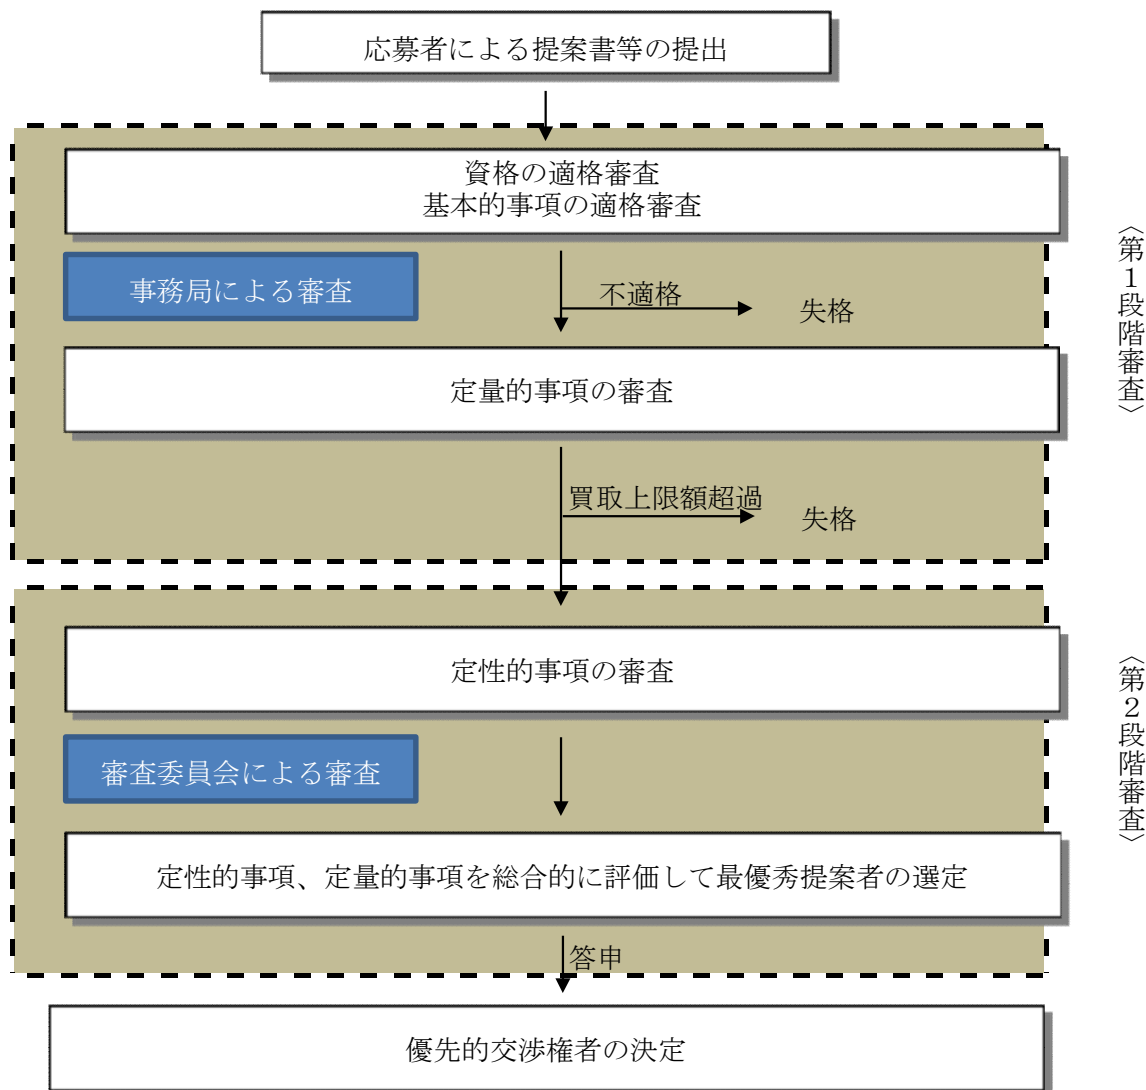 応募者による提案書等の提出
資格の適格審査
基本的事項の適格審査
事務局による審査
不適格
失格
定量的事項の審査
買取上限額超過
失格
〈第１段階審査〉
定性的事項の審査
審査委員会による審査
定性的事項、定量的事項を総合的に評価して最優秀提案者の選定
〈第２段階審査〉
答申
優先的交渉権者の決定